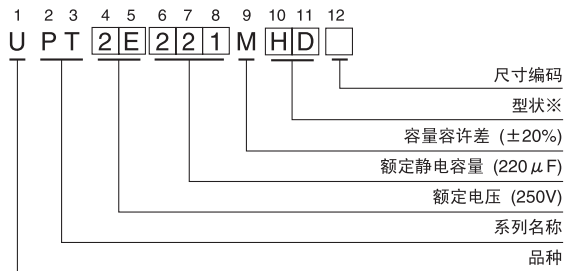 1 2 3 4 5 6 7 8 9 10 11 12
U P T 2 E 2 2 1 M H D
尺寸编码
型状※
容量容许差 (±20%)
额定静电容量 (220μF)
额定电压 (250V)
系列名称
品种